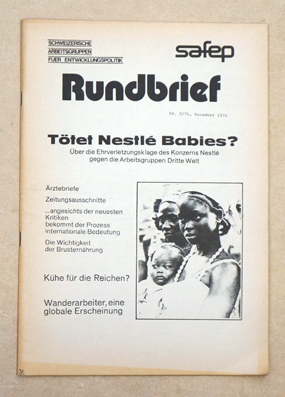 SCHWEIZERISCHE
ARBEITSGRUPPEN
FUER ENTWICKLUNGSPOLITIK
safep
Rundbrief
November 197
Tötet Nestlé Babies?
Über die Ehrverletzungsklage des Konzerns Nestlé
gegen die Arbeitsgruppen Dritte Welt
Ärztebriefe
Zeitungsausschnitte
...angesichts der neuesten
Kritiken
bekommt der Prozess
internationale Bedeutung
Die Wichtigkeit
der Brusternährung
Kühe für die Reichen?
Wanderarbeiter, eine
globale Erscheinung